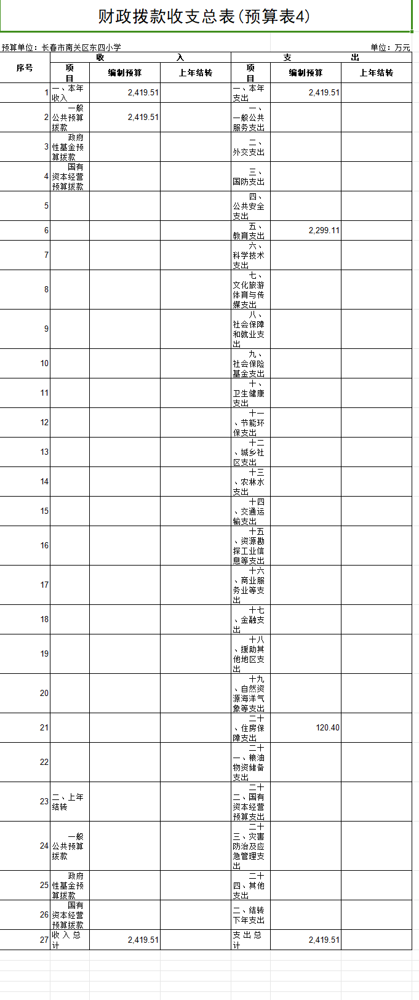 财政拨款收支总表(预算表4)
预算单位：长春市南关区东四小学 单位：万元
序号 收 入 支 出
项目 编制预算 上年结转 项目 编制预算 上年结转
1 一、本年收入 2,419.51 一、本年支出 2,419.51
2 一般公共预算拨款 2,419.51 一、一般公共服务支出
3 政府性基金预算拨款 二、外交支出
4 国有资本经营预算拨款 三、国防支出
5 四、公共安全支出
6 五、教育支出 2,299.11
7 六、科学技术支出
8 七、文化旅游体育与传媒支出
9 八、社会保障和就业支出
10 九、社会保险基金支出
11 十、卫生健康支出
12 十一、节能环保支出
13 十二、城乡社区支出
14 十三、农林水支出
15 十四、交通运输支出
16 十五、资源勘探工业信息等支出
17 十六、商业服务业等支出
18 十七、金融支出
19 十八、援助其他地区支出
20 十九、自然资源海洋气象等支出
21 二十、住房保障支出 120.40
22 二十一、粮油物资储备支出
23 二、上年结转 二十二、国有资本经营预算支出
24 一般公共预算拨款 二十三、灾害防治及应急管理支出
25 政府性基金预算拨款 二十四、其他支出
26 国有资本经营预算拨款 二、结转下年支出
27 收入总计 2,419.51 支出总计 2,419.51